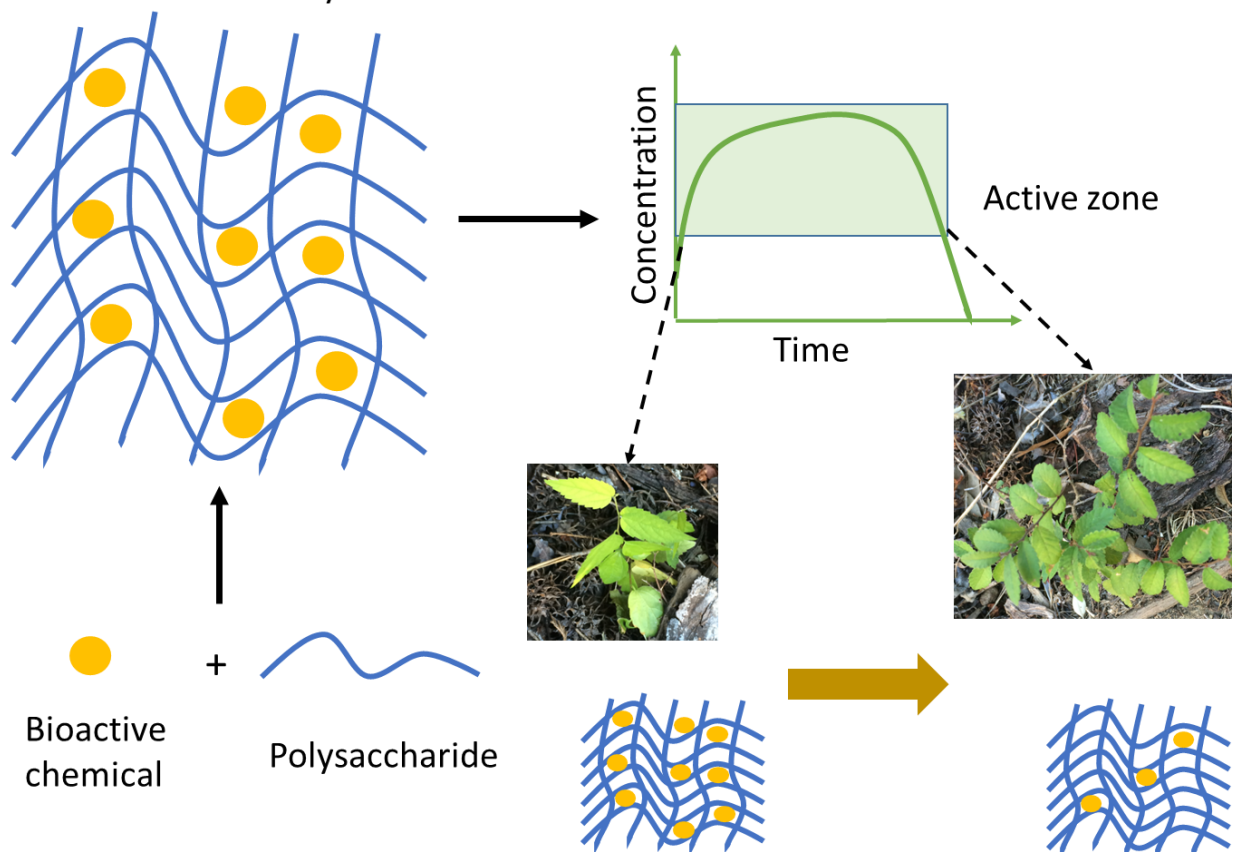 Concentration
Active zone
Time
+
Bioactive
chemical
Polysaccharide